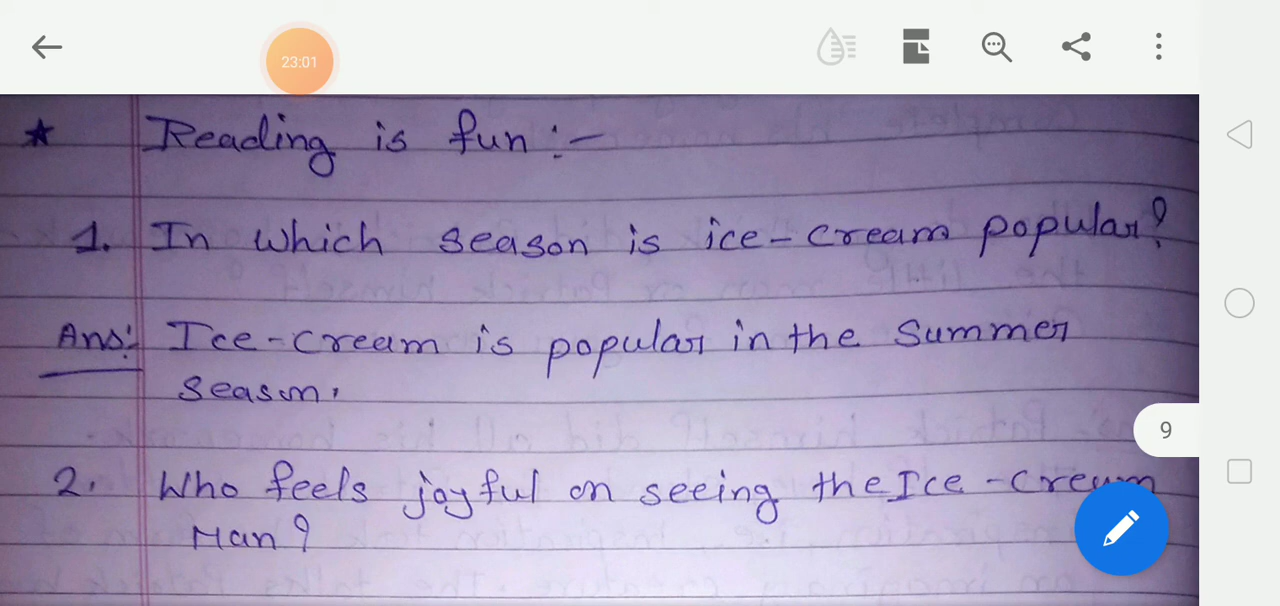 23:01
★ Reading is fun :-
1. In which season is ice-cream popular?
Ans:- Ice-cream is popular in the Summer
season.
9
2. Who feels joyful on seeing the Ice-Cream
Man?